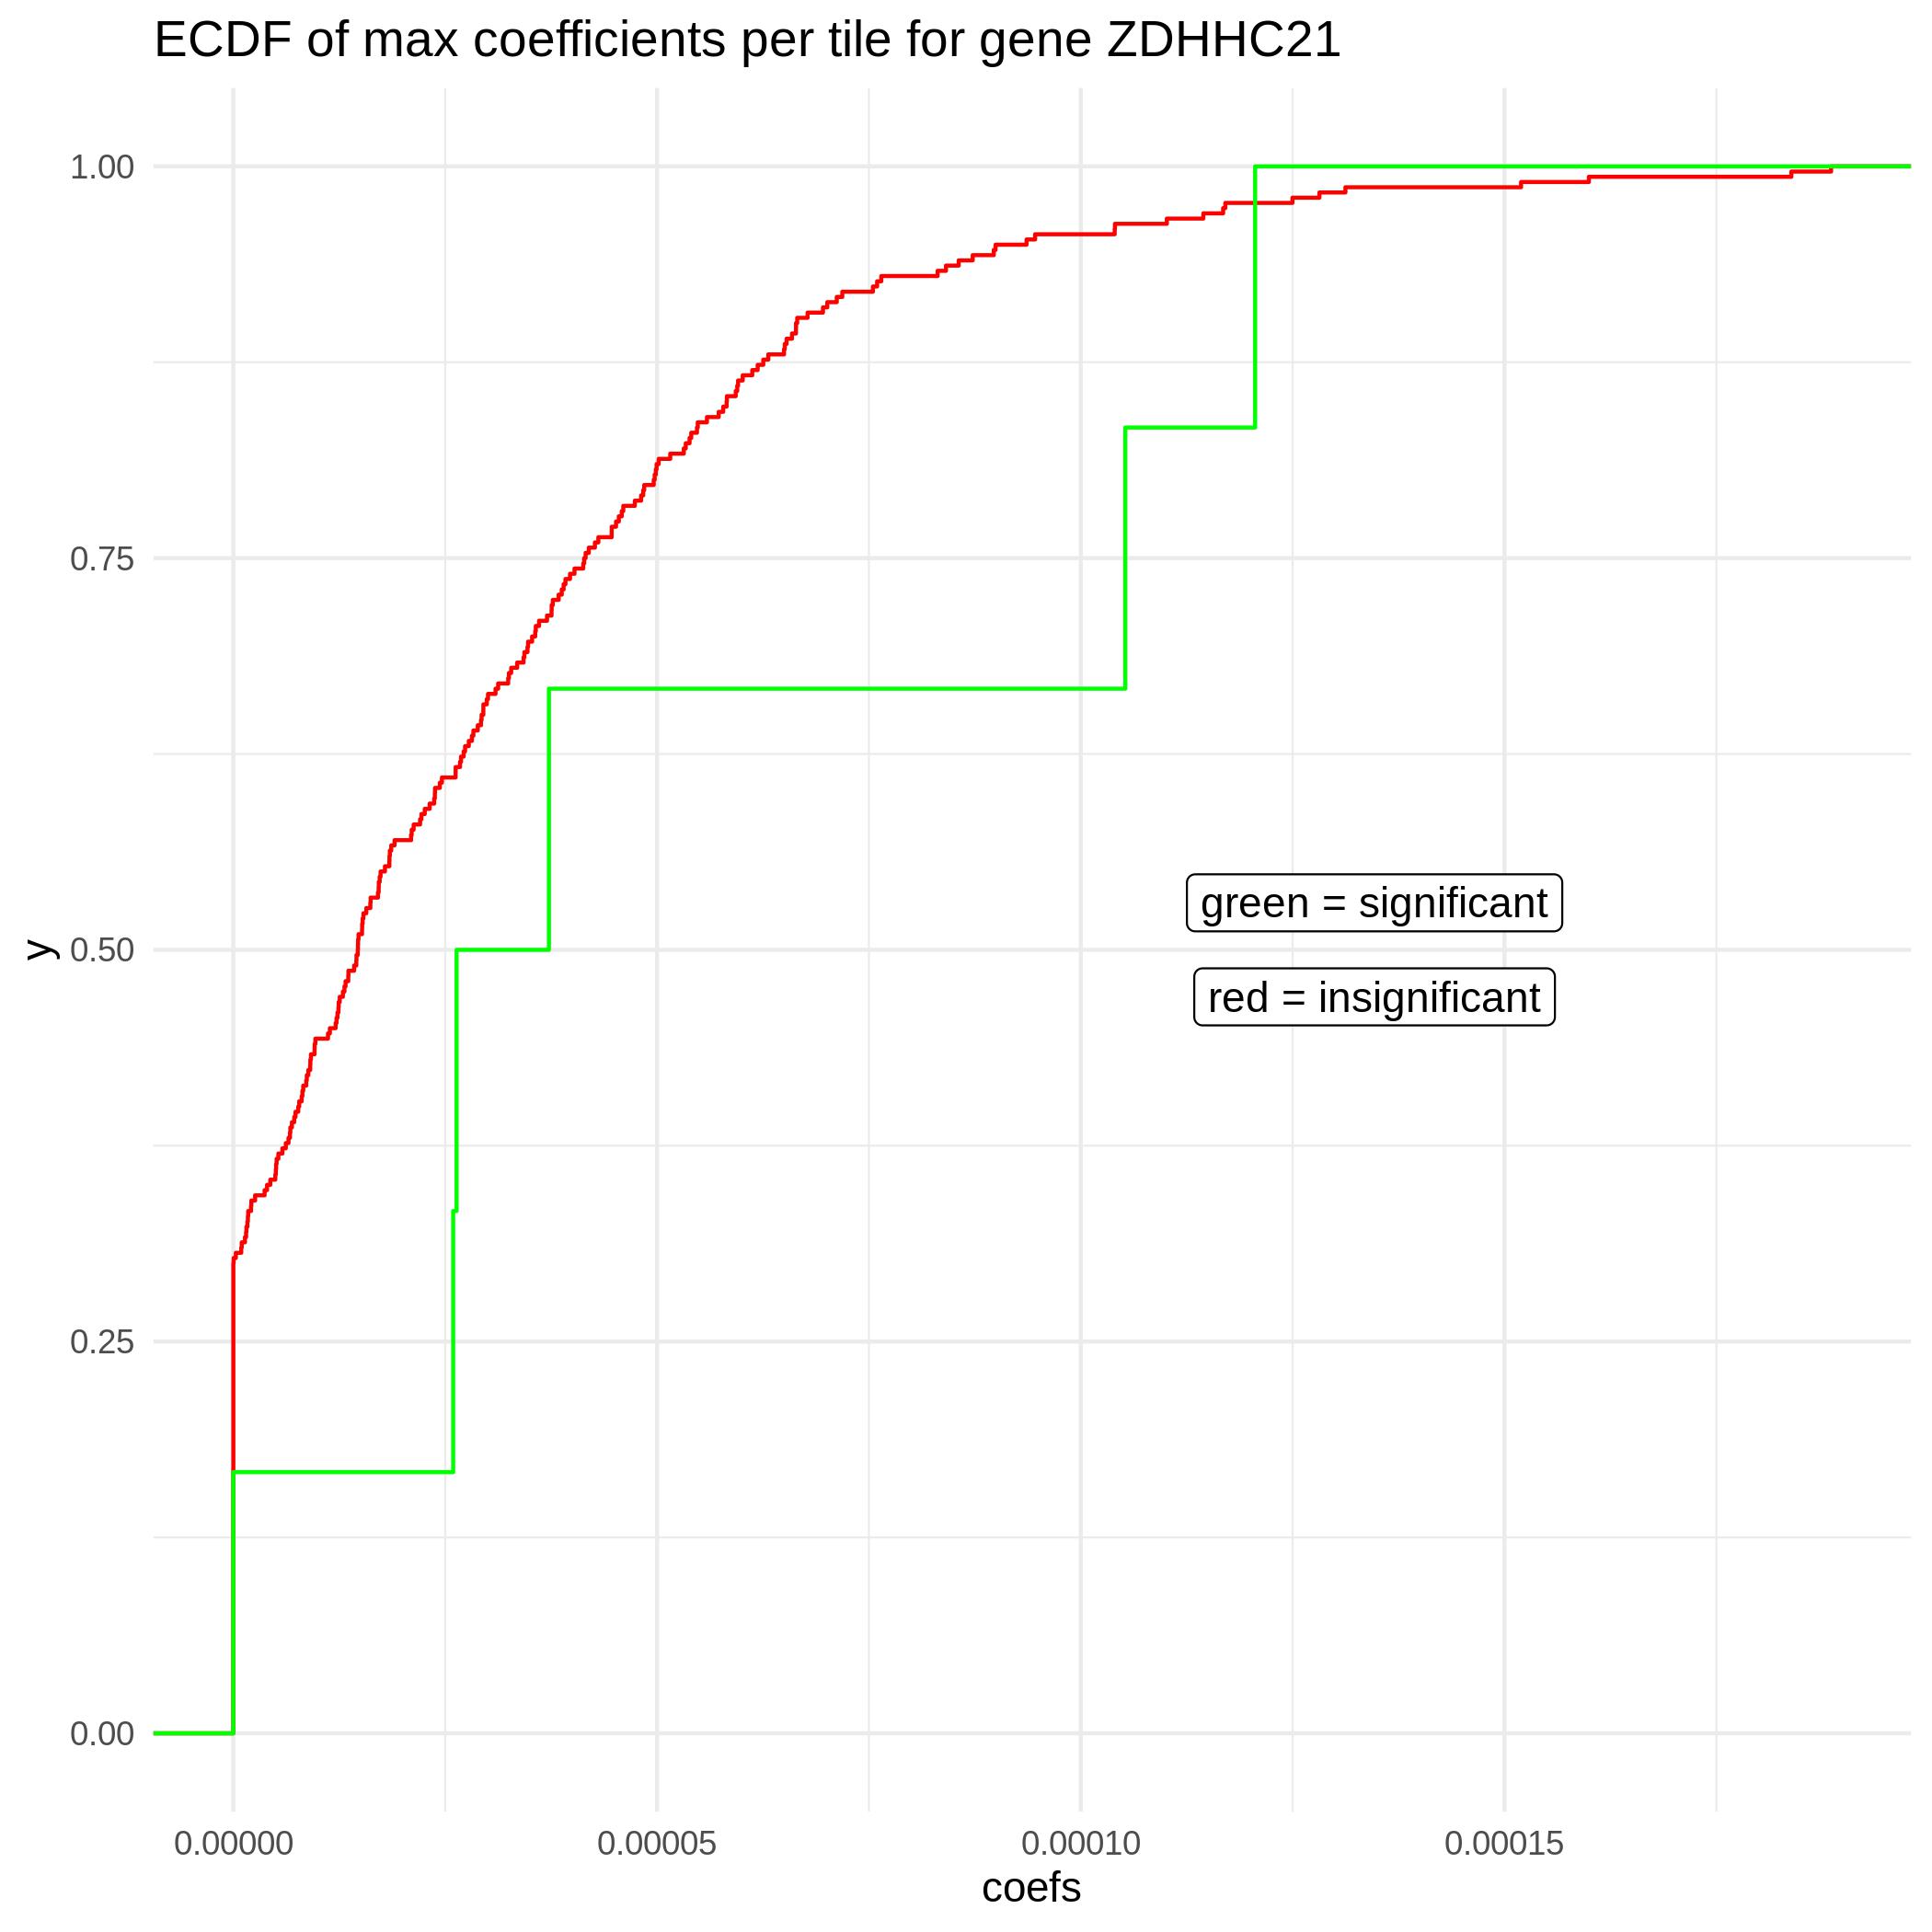 ECDF of max coefficients per tile for gene ZDHHC21
1.00
0.75
0.50
0.25
0.00
y
green = significant
red = insignificant
0.00000
0.00005
0.00010
0.00015
coefs